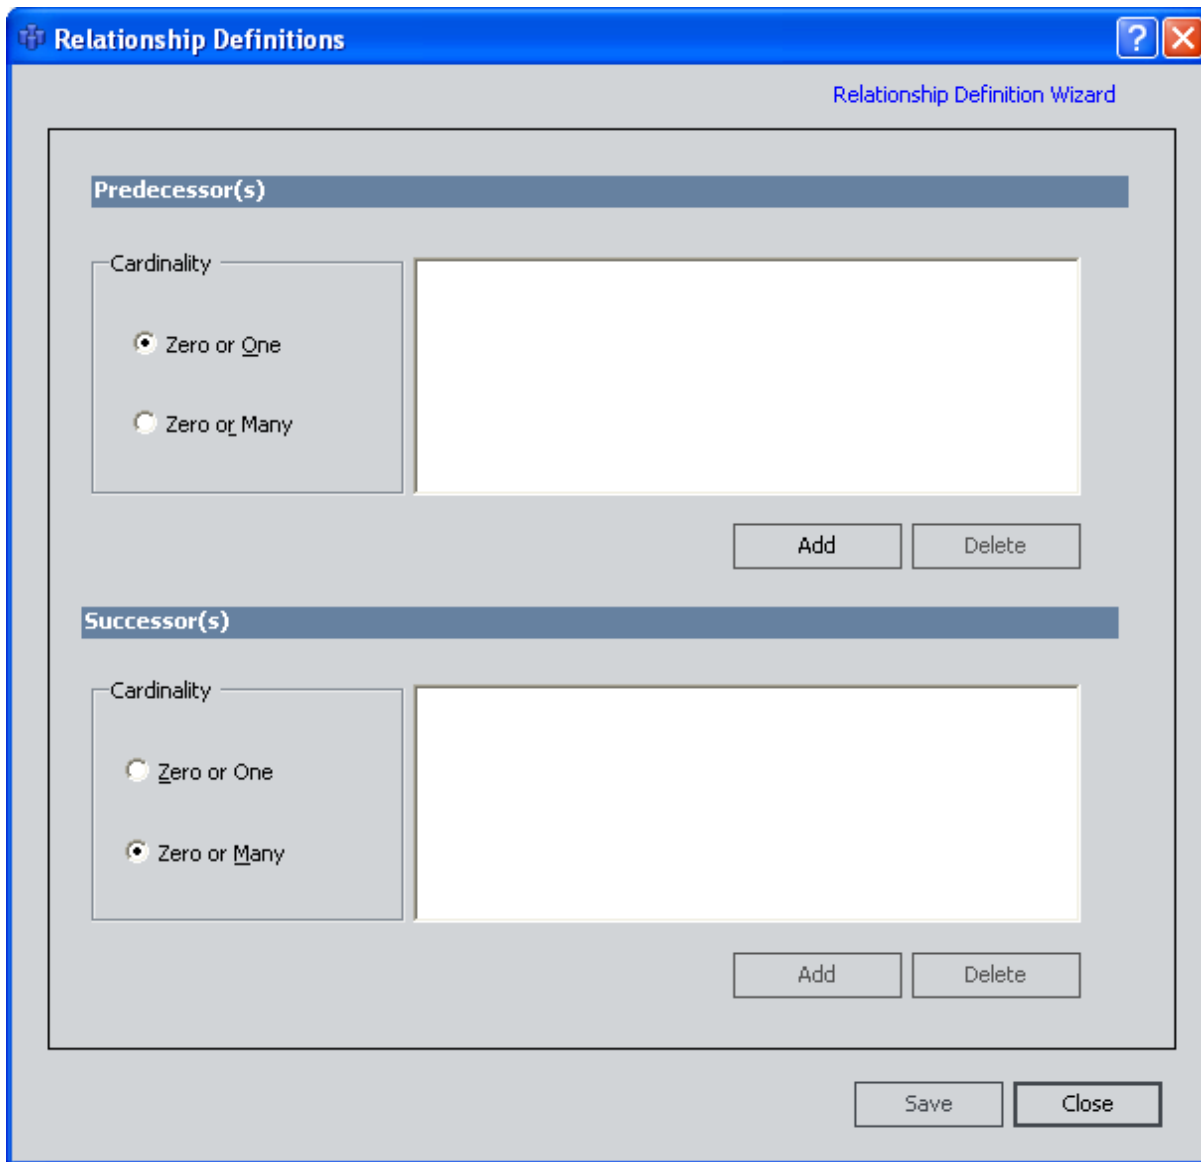 Relationship Definitions
?
Relationship Definition Wizard
Predecessor(s)
Cardinality
Zero or One
Zero or Many
Add Delete
Successor(s)
Cardinality
Zero or One
Zero or Many
Add Delete
Save Close